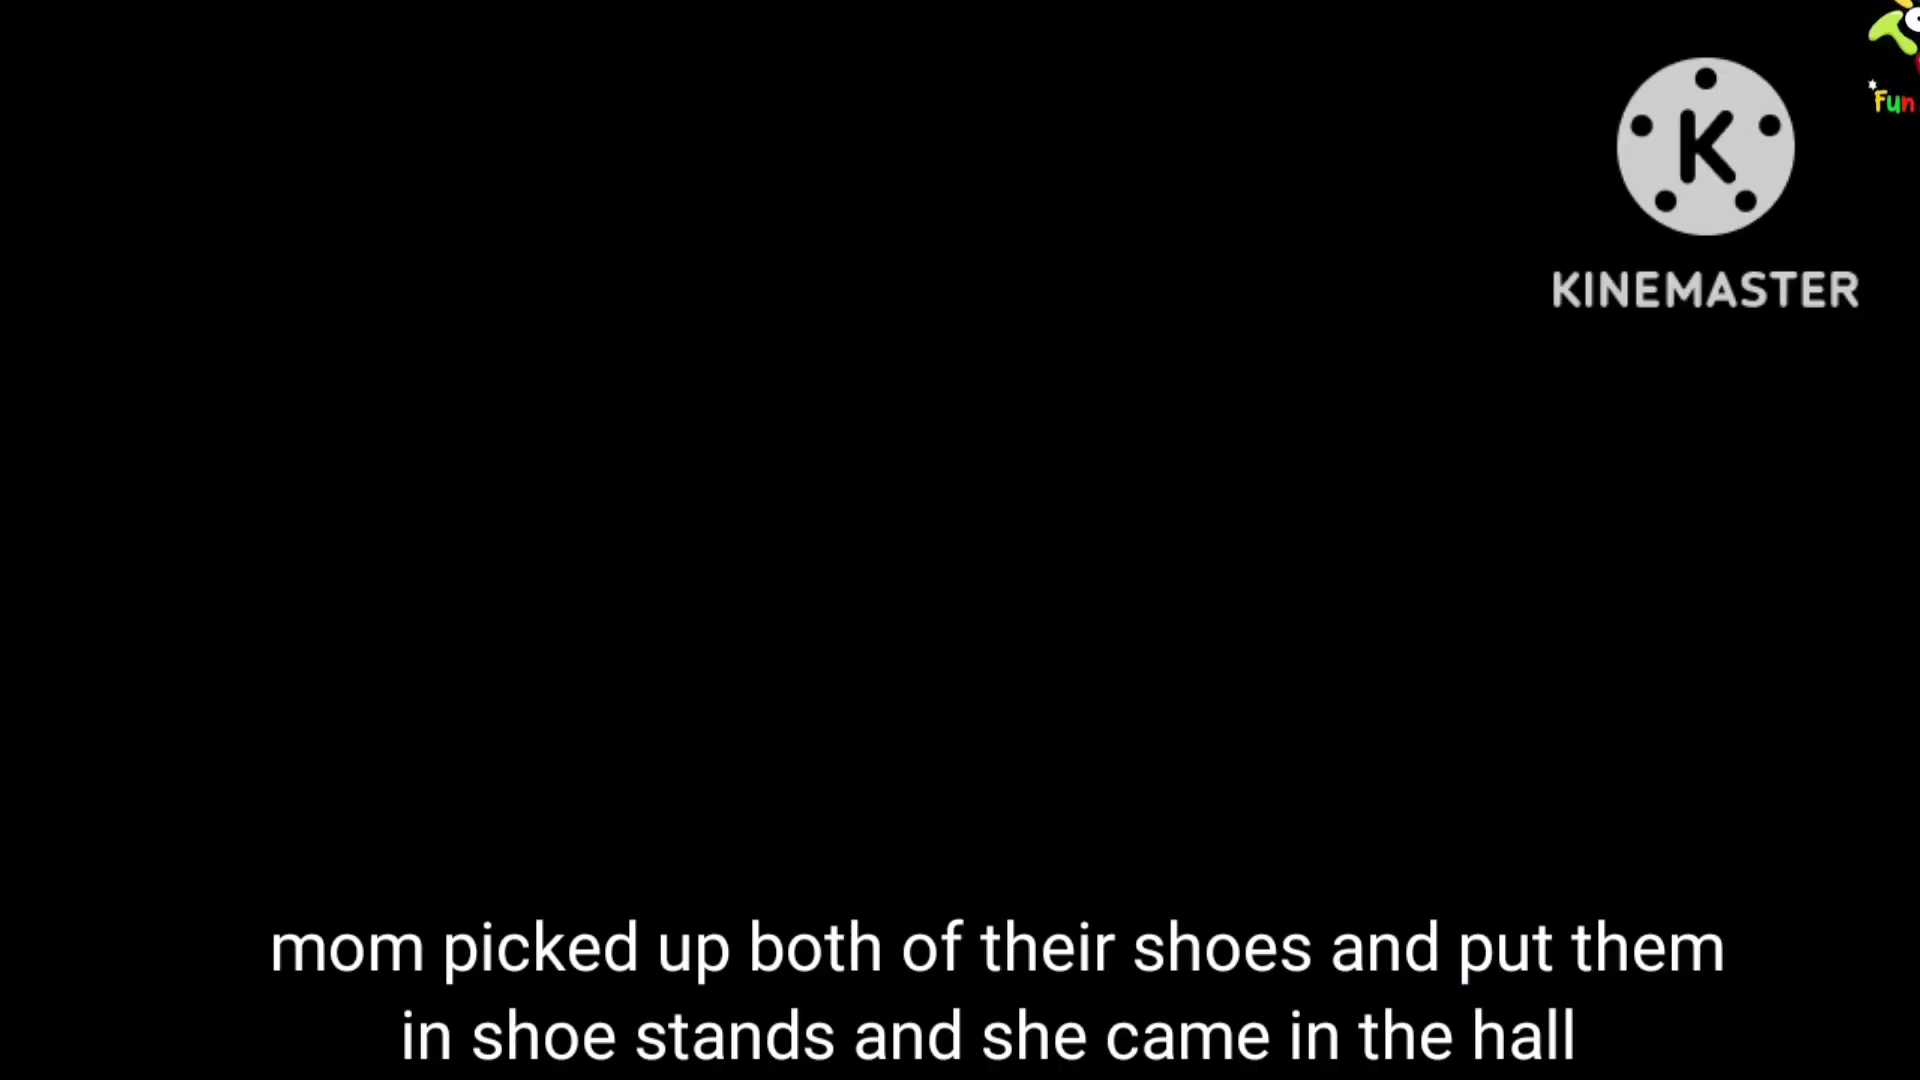 Fun
KINEMASTER
mom picked up both of their shoes and put them
in shoe stands and she came in the hall